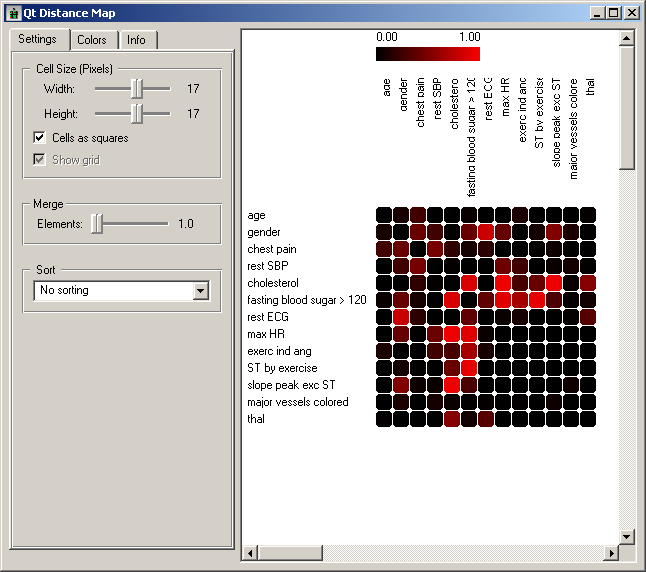 Qt Distance Map
Settings
Colors
Info
Cell Size (Pixels)
Width:
17
Height:
17
Cells as squares
Show grid
Merge
Elements:
1.0
Sort
No sorting
0.00
1.00
age
gender
chest pain
rest SBP
cholestero
fasting blood sugar > 120
rest ECG
max HR
exerc ind ang
ST by exercise
slope peak exc ST
major vessels colore
thal
age
gender
chest pain
rest SBP
cholesterol
fasting blood sugar > 120
rest ECG
max HR
exerc ind ang
ST by exercise
slope peak exc ST
major vessels colored
thal